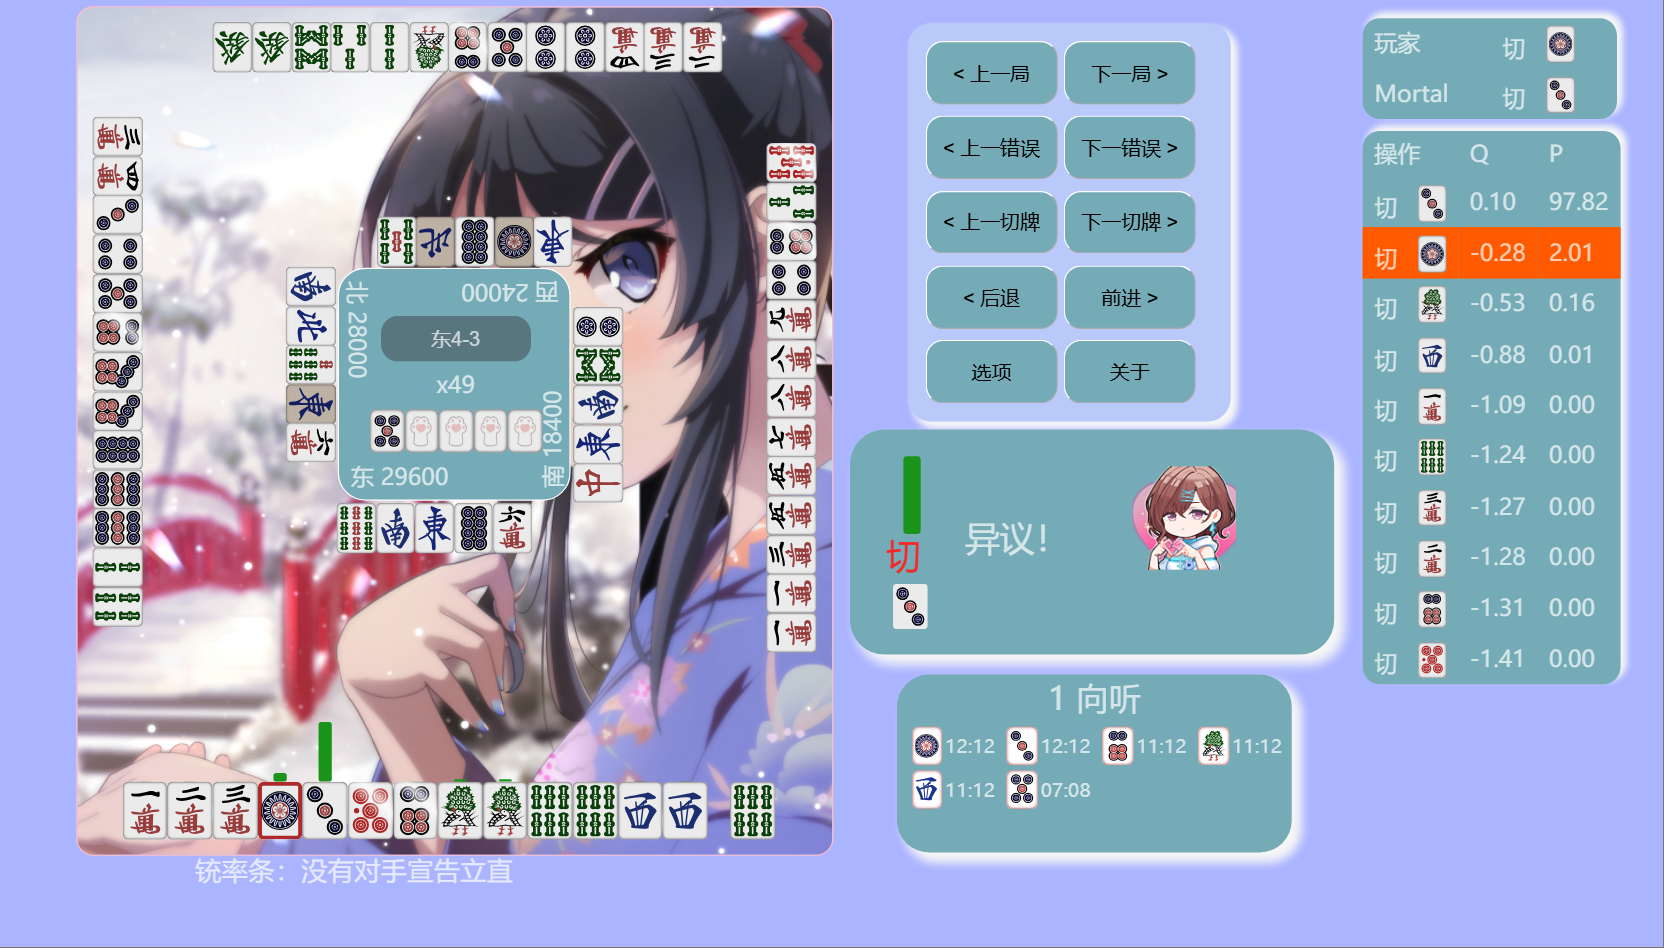 北 28000
西 24000
东4-3
x49
南 18400
东 29600
铳率条：没有对手宣告立直
< 上一局
下一局 >
< 上一错误
下一错误 >
< 上一切牌
下一切牌 >
< 后退
前进 >
选项
关于
切
异议！
1 向听
12:12
12:12
11:12
11:12
11:12
07:08
玩家 切
Mortal 切
操作 Q P
切 0.10 97.82
切 -0.28 2.01
切 -0.53 0.16
切 -0.88 0.01
切 -1.09 0.00
切 -1.24 0.00
切 -1.27 0.00
切 -1.28 0.00
切 -1.31 0.00
切 -1.41 0.00